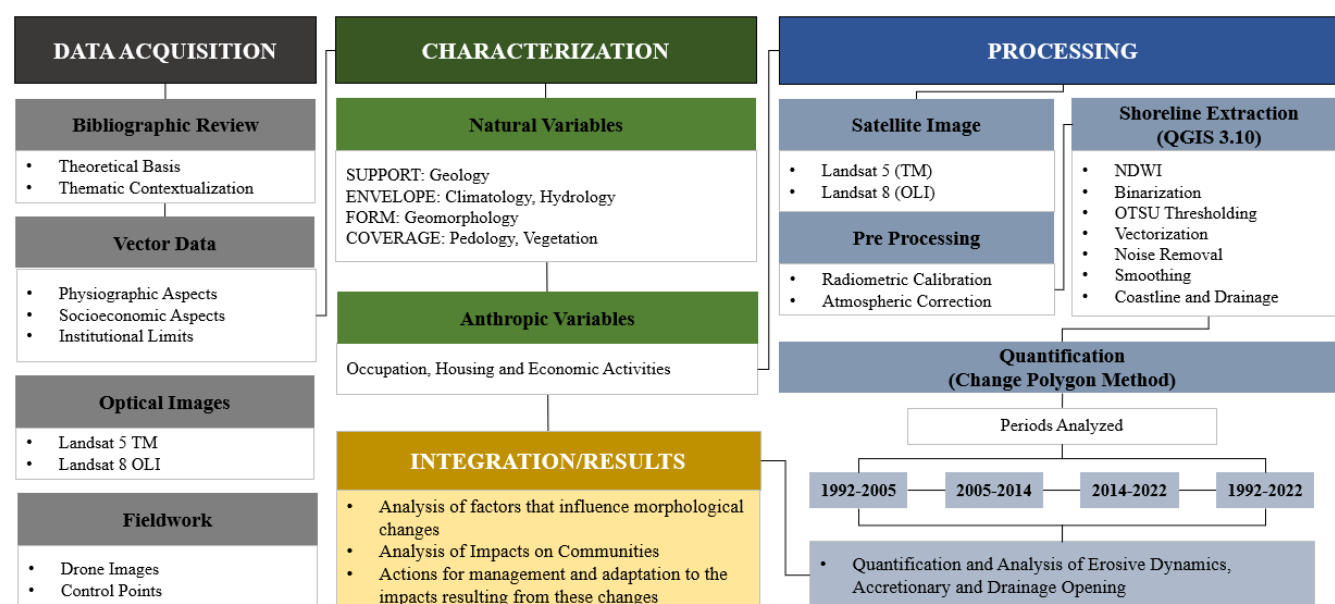 DATA ACQUISITION
Bibliographic Review
• Theoretical Basis
• Thematic Contextualization
Vector Data
• Physiographic Aspects
• Socioeconomic Aspects
• Institutional Limits
Optical Images
• Landsat 5 TM
• Landsat 8 OLI
Fieldwork
• Drone Images
• Control Points
CHARACTERIZATION
Natural Variables
SUPPORT: Geology
ENVELOPE: Climatology, Hydrology
FORM: Geomorphology
COVERAGE: Pedology, Vegetation
Anthropic Variables
Occupation, Housing and Economic Activities
INTEGRATION/RESULTS
• Analysis of factors that influence morphological
changes
• Analysis of Impacts on Communities
• Actions for management and adaptation to the
impacts resulting from these changes
PROCESSING
Satellite Image
• Landsat 5 (TM)
• Landsat 8 (OLI)
Pre Processing
• Radiometric Calibration
• Atmospheric Correction
Shoreline Extraction
(QGIS 3.10)
• NDWI
• Binarization
• OTSU Thresholding
• Vectorization
• Noise Removal
• Smoothing
• Coastline and Drainage
Quantification
(Change Polygon Method)
Periods Analyzed
1992-2005
2005-2014
2014-2022
1992-2022
• Quantification and Analysis of Erosive Dynamics,
Accretionary and Drainage Opening